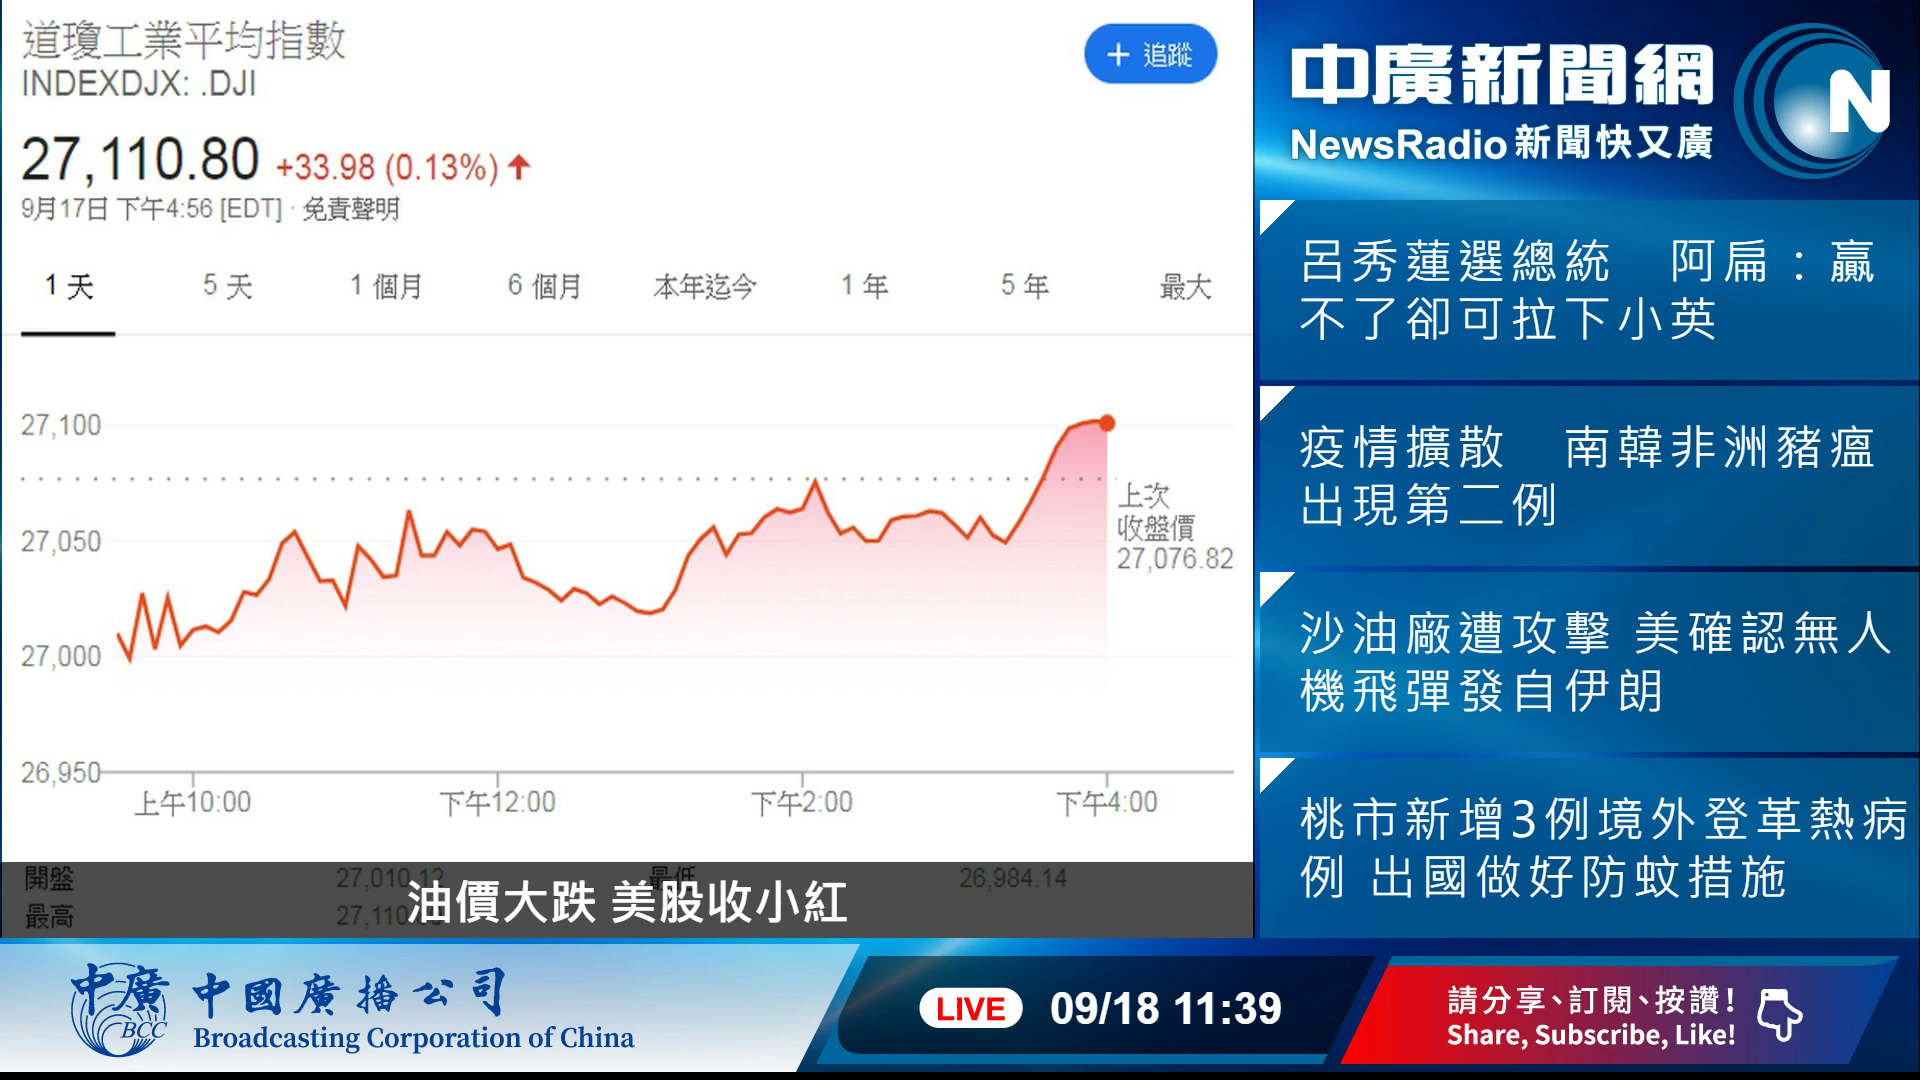 道瓊工業平均指數
INDEXDJX: .DJI
+ 追蹤
27,110.80 +33.98 (0.13%)
9月17日 下午4:56 [EDT] · 免責聲明
1 天 5 天 1 個月 6 個月 本年迄今 1 年 5 年 最大
27,100
27,050
27,000
26,950
上次
收盤價
27,076.82
上午10:00 下午12:00 下午2:00 下午4:00
開盤 27,010.12 最低 26,984.14
最高
油價大跌 美股收小紅
中廣新聞網
NewsRadio 新聞快又廣
N
呂秀蓮選總統 阿扁：贏
不了卻可拉下小英
疫情擴散 南韓非洲豬瘟
出現第二例
沙油廠遭攻擊 美確認無人
機飛彈發自伊朗
桃市新增3例境外登革熱病
例 出國做好防蚊措施
中廣
BCC
中國廣播公司
Broadcasting Corporation of China
LIVE 09/18 11:39
請分享、訂閱、按讚!
Share, Subscribe, Like!